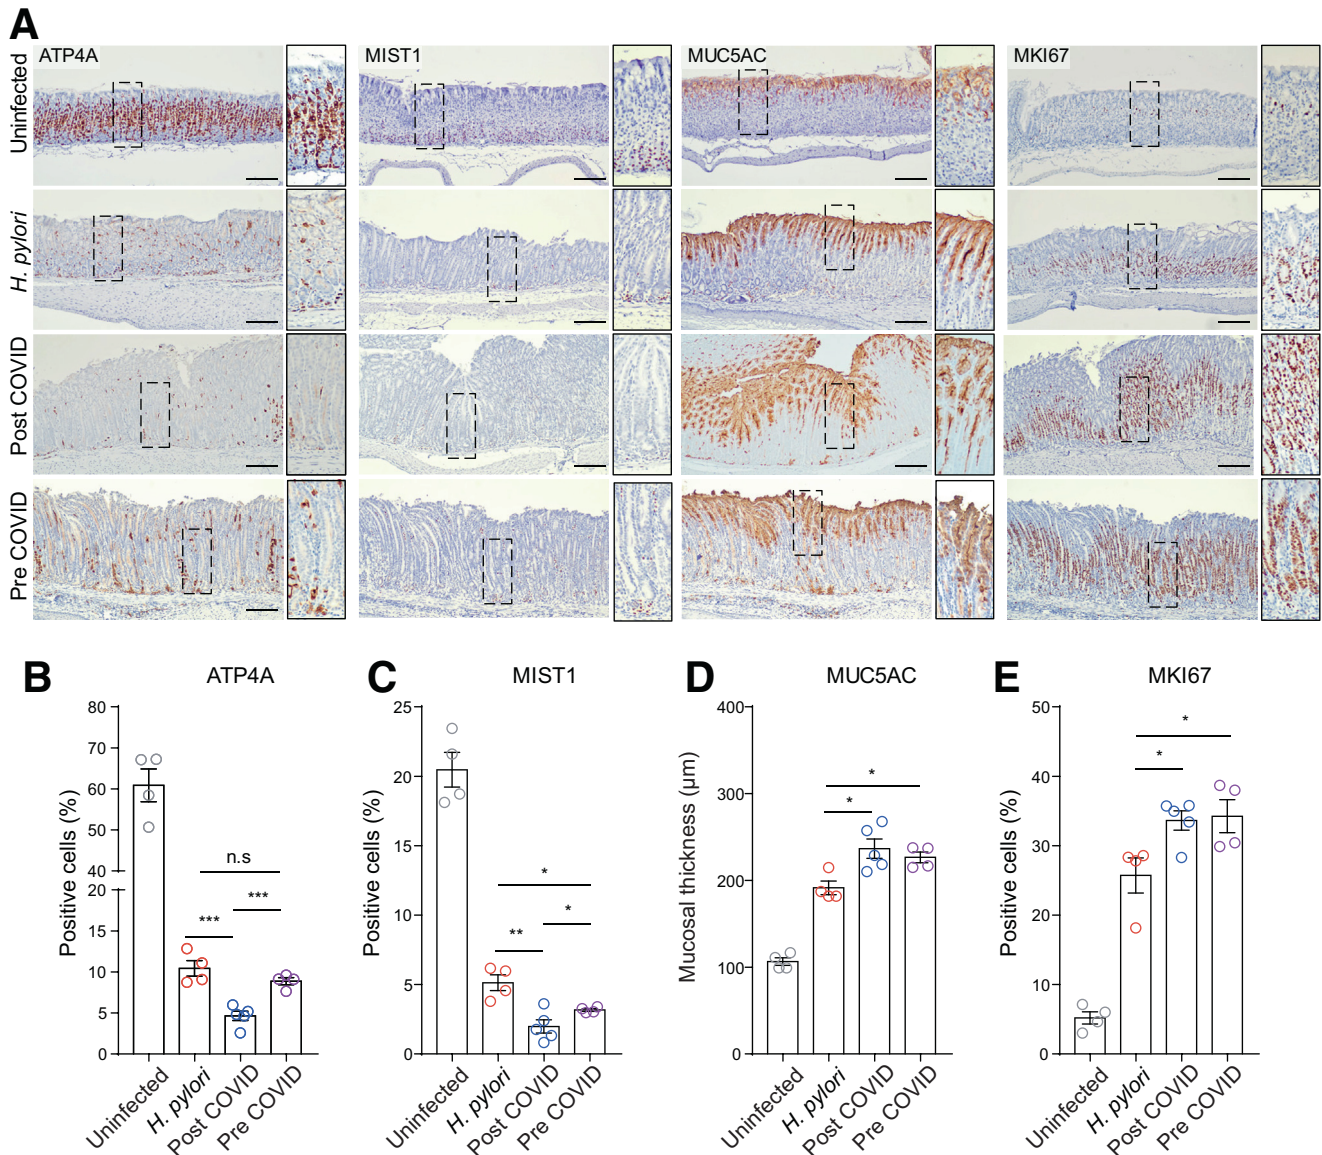 A
ATP4A
MIST1
MUC5AC
MKI67
Uninfected
H. pylori
Post COVID
Pre COVID
B
ATP4A
Positive cells (%)
80
70
60
50
40
20
15
10
5
0
n.s
***
***
Uninfected
H. pylori
Post COVID
Pre COVID
C
MIST1
Positive cells (%)
25
20
15
10
5
0
*
*
**
Uninfected
H. pylori
Post COVID
Pre COVID
D
MUC5AC
Mucosal thickness (µm)
400
300
200
100
0
*
*
Uninfected
H. pylori
Post COVID
Pre COVID
E
MKI67
Positive cells (%)
50
40
30
20
10
0
*
*
Uninfected
H. pylori
Post COVID
Pre COVID